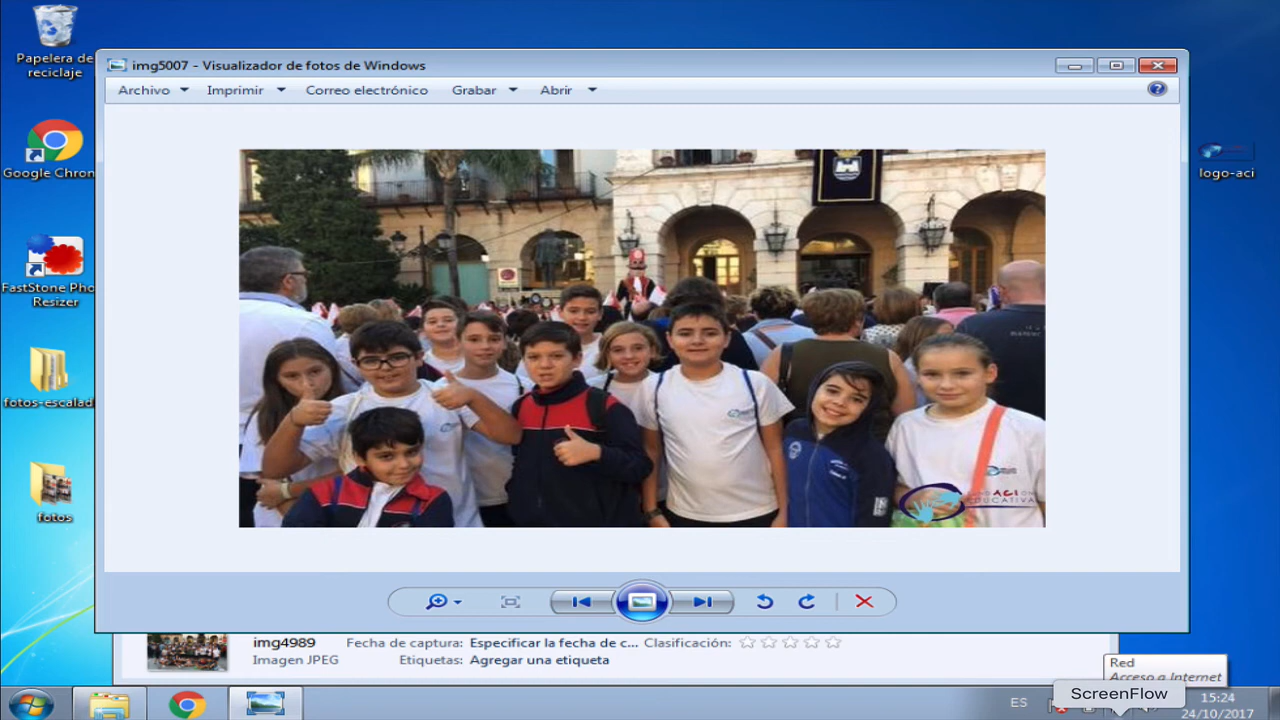 Papelera de
reciclaje
Google Chron
FastStone Pho
Resizer
fotos-escalad
fotos
logo-aci
img5007 - Visualizador de fotos de Windows
Archivo Imprimir Correo electrónico Grabar Abrir
ACI
EDUCATIVA
img4989 Fecha de captura: Especificar la fecha de c... Clasificación:
Imagen JPEG Etiquetas: Agregar una etiqueta
Red
Acceso a Internet
ScreenFlow
ES
15:24
24/10/2017